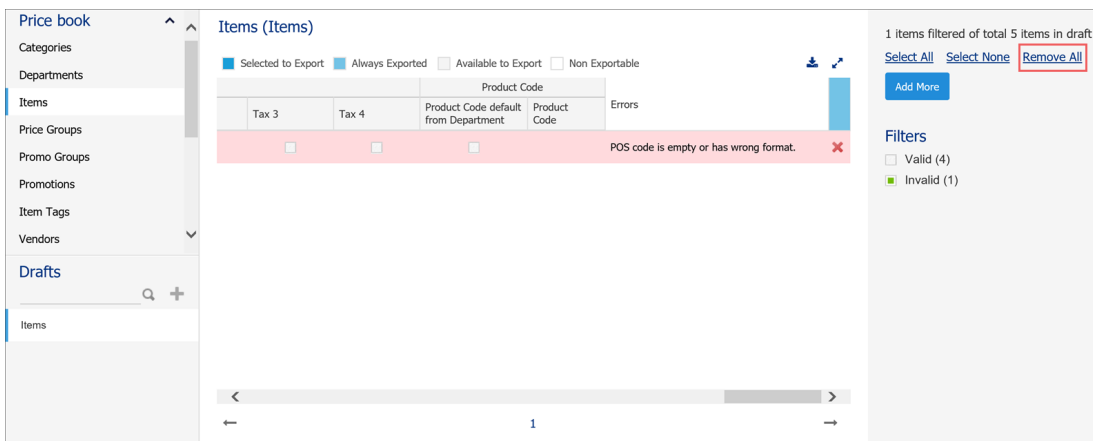 Price book
Categories
Departments
Items
Price Groups
Promo Groups
Promotions
Item Tags
Vendors
Drafts
Items
Items (Items)
Selected to Export Always Exported Available to Export Non Exportable
Product Code
Tax 3 Tax 4 Product Code default from Department Product Code Errors
POS code is empty or has wrong format.
1
1 items filtered of total 5 items in draft
Select All Select None Remove All
Add More
Filters
Valid (4)
Invalid (1)